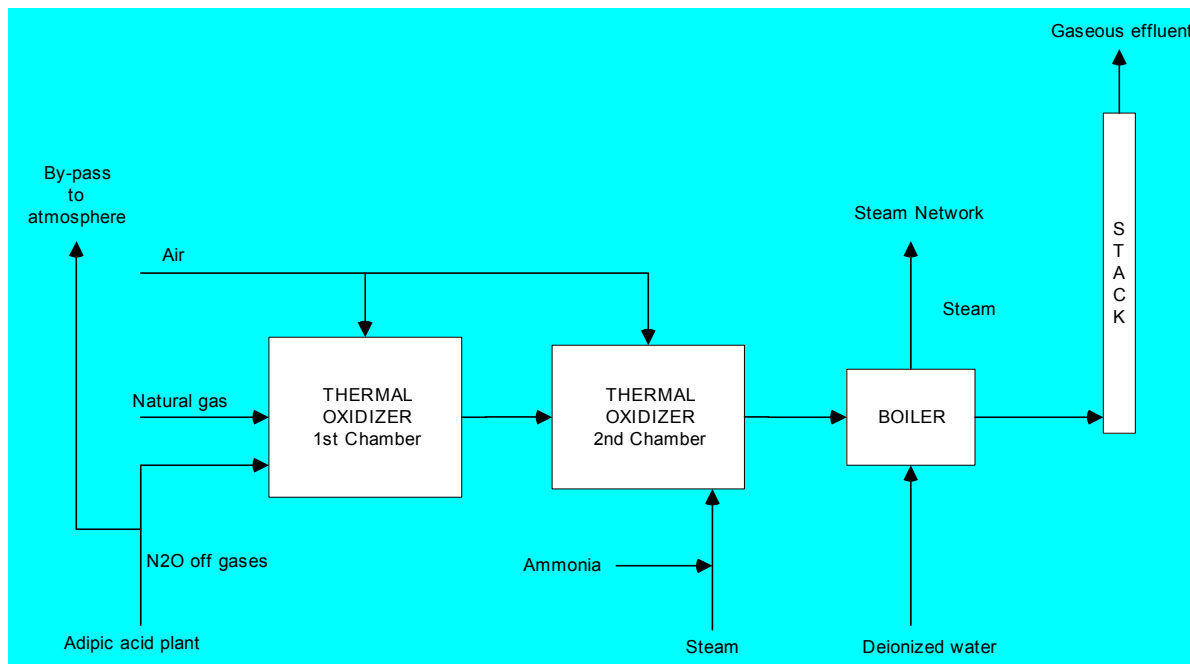 Gaseous effluent
By-pass
to
atmosphere
Steam Network
S
T
A
C
K
Air
Steam
THERMAL
OXIDIZER
1st Chamber
THERMAL
OXIDIZER
2nd Chamber
Natural gas
BOILER
N2O off gases
Ammonia
Adipic acid plant
Steam
Deionized water